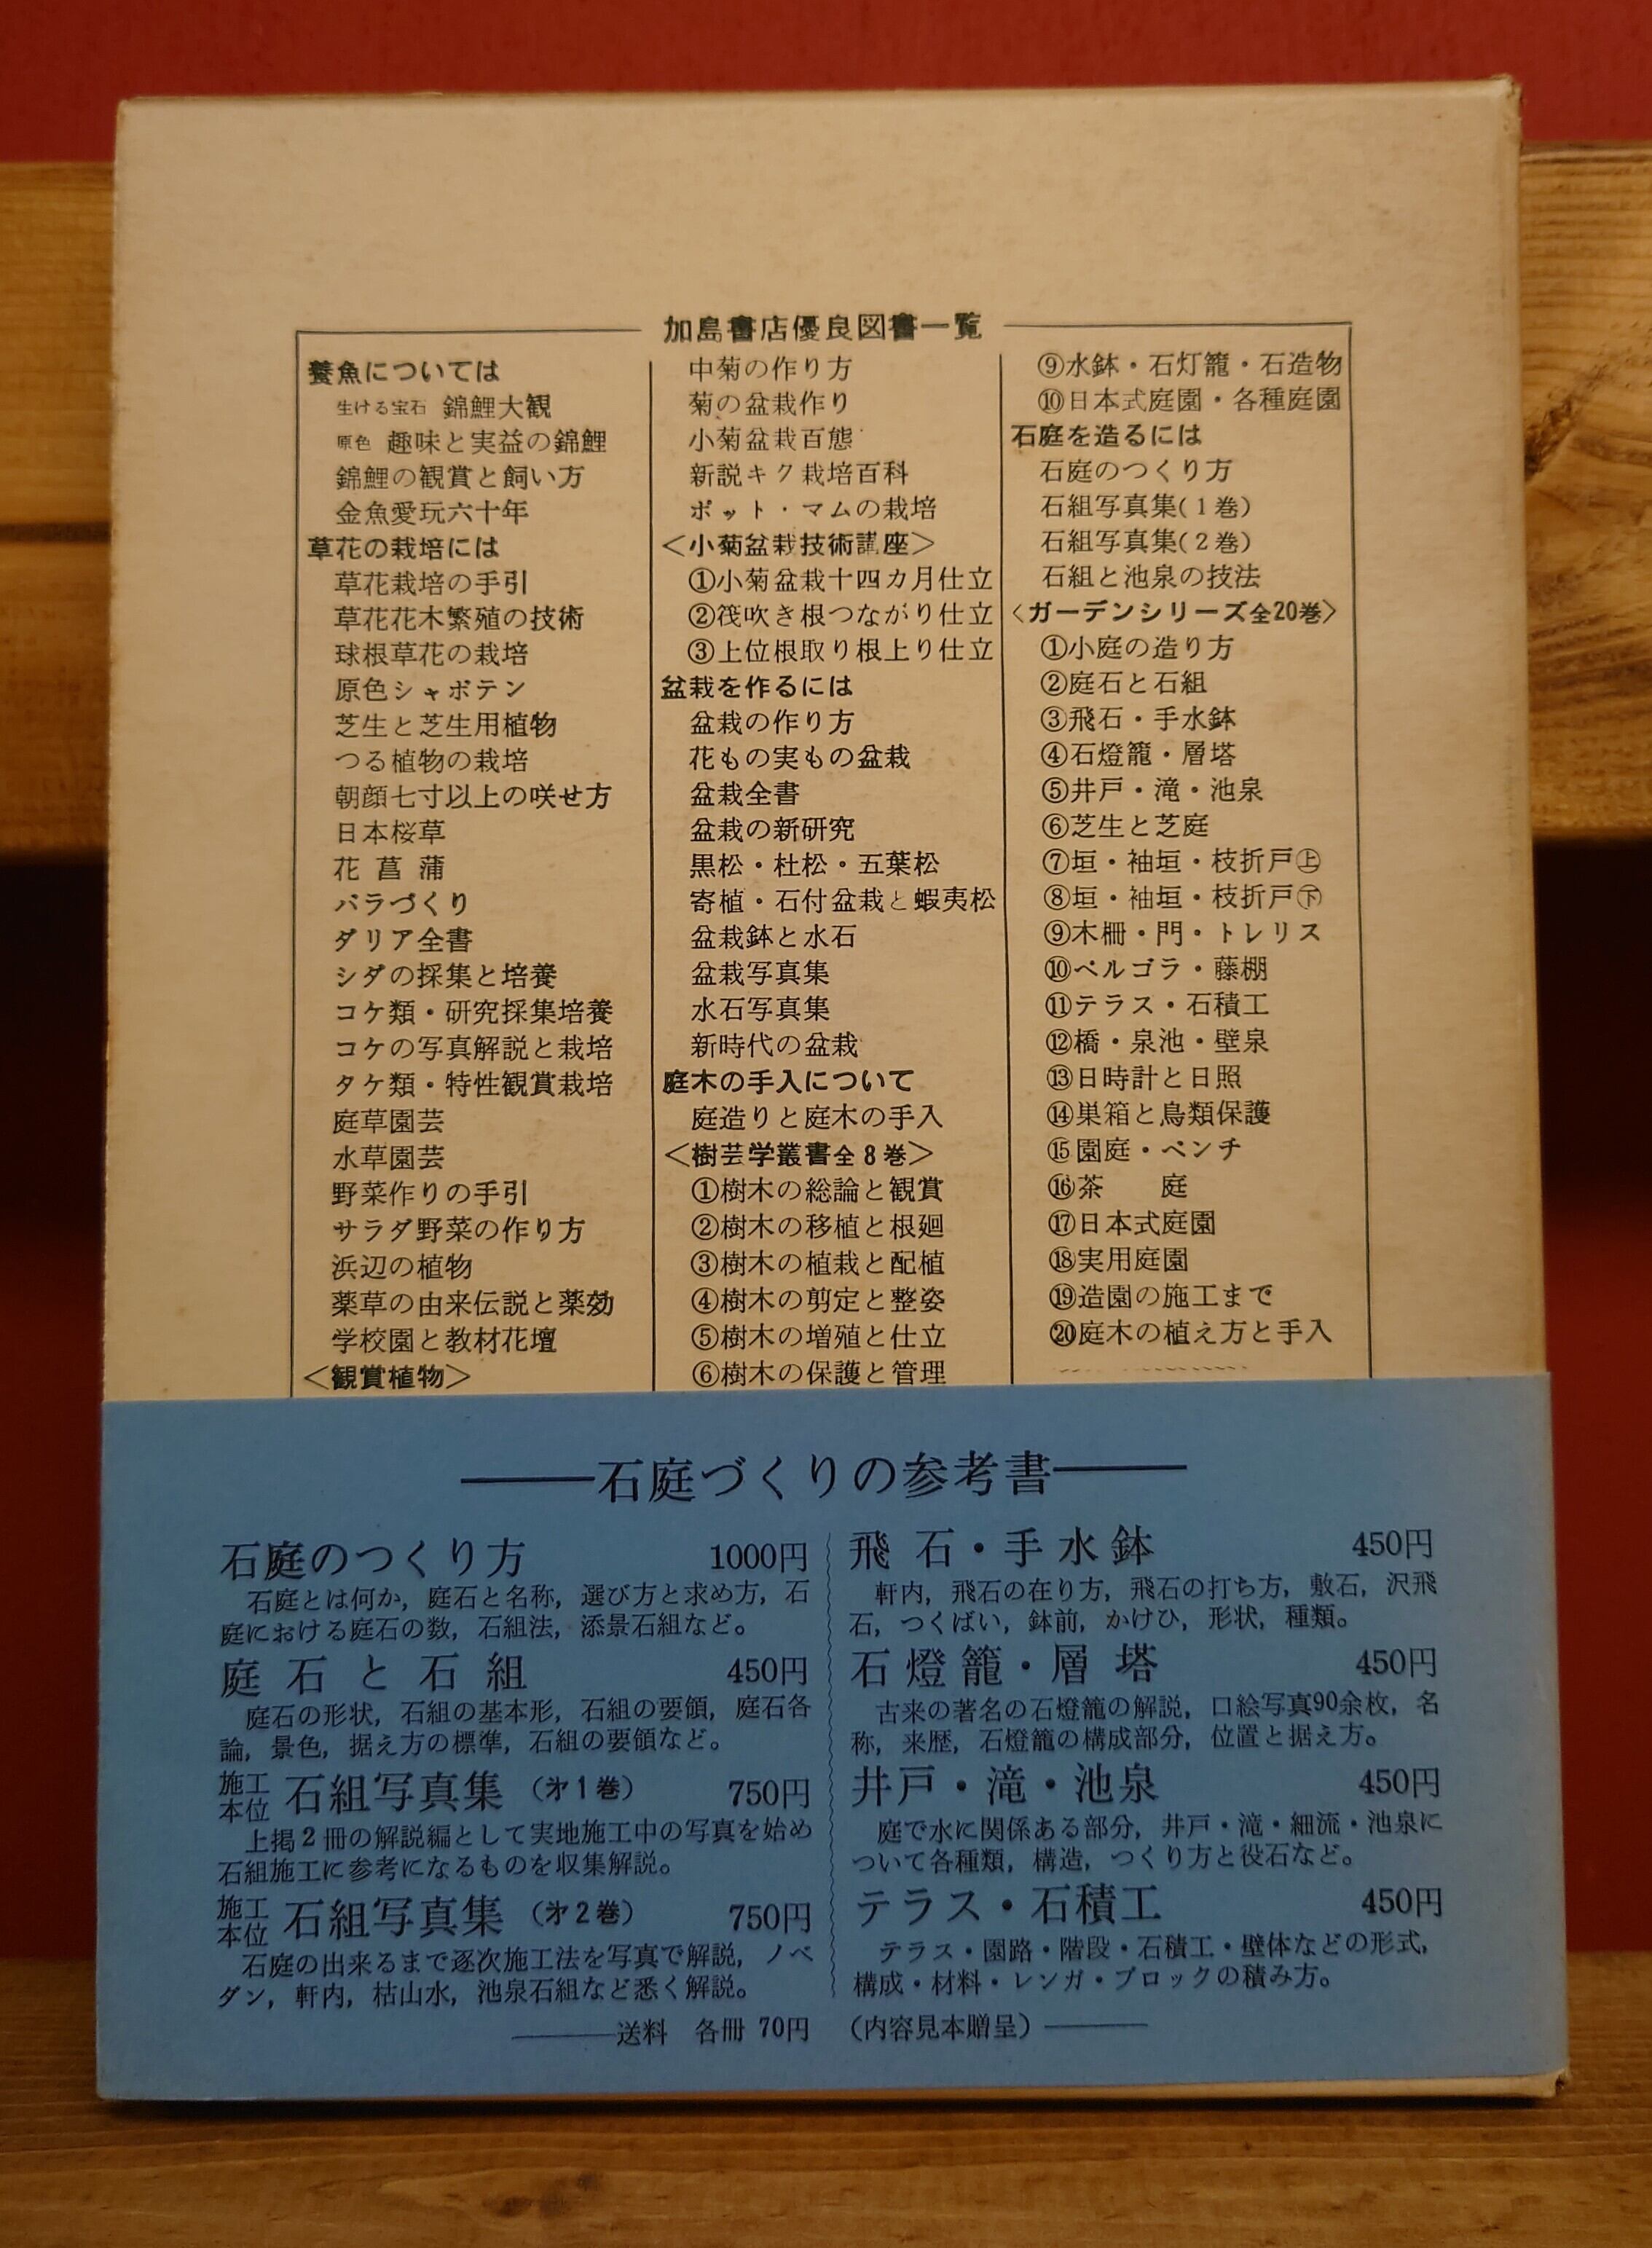 加島書店優良図書一覧
養魚については
生ける宝石 錦鯉大観
原色 趣味と実益の錦鯉
錦鯉の観賞と飼い方
金魚愛玩六十年
草花の栽培には
草花栽培の手引
草花花木繁殖の技術
球根草花の栽培
原色シャボテン
芝生と芝生用植物
つる植物の栽培
朝顔七寸以上の咲せ方
日本桜草
花菖蒲
バラづくり
ダリア全書
シダの採集と培養
コケ類・研究採集培養
コケの写真解説と栽培
タケ類・特性観賞栽培
庭草園芸
水草園芸
野菜作りの手引
サラダ野菜の作り方
浜辺の植物
薬草の由来伝説と薬効
学校園と教材花壇
＜観賞植物＞
中菊の作り方
菊の盆栽作り
小菊盆栽百態
新説キク栽培百科
ポット・マムの栽培
＜小菊盆栽技術講座＞
①小菊盆栽十四カ月仕立
②筏吹き根つながり仕立
③上位根取り根上り仕立
盆栽を作るには
盆栽の作り方
花もの実もの盆栽
盆栽全書
盆栽の新研究
黒松・杜松・五葉松
寄植・石付盆栽と蝦夷松
盆栽鉢と水石
盆栽写真集
水石写真集
新時代の盆栽
庭木の手入について
庭造りと庭木の手入
＜樹芸学叢書全8巻＞
①樹木の総論と観賞
②樹木の移植と根廻
③樹木の植栽と配植
④樹木の剪定と整姿
⑤樹木の増殖と仕立
⑥樹木の保護と管理
⑨水鉢・石灯籠・石造物
⑩日本式庭園・各種庭園
石庭を造るには
石庭のつくり方
石組写真集(1巻)
石組写真集(2巻)
石組と池泉の技法
＜ガーデンシリーズ全20巻＞
①小庭の造り方
②庭石と石組
③飛石・手水鉢
④石燈籠・層塔
⑤井戸・滝・池泉
⑥芝生と芝庭
⑦垣・袖垣・枝折戸㊤
⑧垣・袖垣・枝折戸㊦
⑨木柵・門・トレリス
⑩ペルゴラ・藤棚
⑪テラス・石積工
⑫橋・泉池・壁泉
⑬日時計と日照
⑭巣箱と鳥類保護
⑮園庭・ベンチ
⑯茶　庭
⑰日本式庭園
⑱実用庭園
⑲造園の施工まで
⑳庭木の植え方と手入
——石庭づくりの参考書——
石庭のつくり方 1000円
石庭とは何か，庭石と名称，選び方と求め方，石
庭における庭石の数，石組法，添景石組など。
庭石と石組 450円
庭石の形状，石組の基本形，石組の要領，庭石各
論，景色，据え方の標準，石組の要領など。
施工本位 石組写真集（㐧1巻） 750円
上掲2冊の解説編として実地施工中の写真を始め
石組施工に参考になるものを収集解説。
施工本位 石組写真集（㐧2巻） 750円
石庭の出来るまで逐次施工法を写真で解説，ノベ
ダン，軒内，枯山水，池泉石組など悉く解説。
飛石・手水鉢 450円
軒内，飛石の在り方，飛石の打ち方，敷石，沢飛
石，つくばい，鉢前，かけひ，形状，種類。
石燈籠・層塔 450円
古来の著名の石燈籠の解説，口絵写真90余枚，名
称，来歴，石燈籠の構成部分，位置と据え方。
井戸・滝・池泉 450円
庭で水に関係ある部分，井戸・滝・細流・池泉に
ついて各種類，構造，つくり方と役石など。
テラス・石積工 450円
テラス・園路・階段・石積工・壁体などの形式，
構成・材料・レンガ・ブロックの積み方。
——送料 各冊 70円 （内容見本贈呈）——